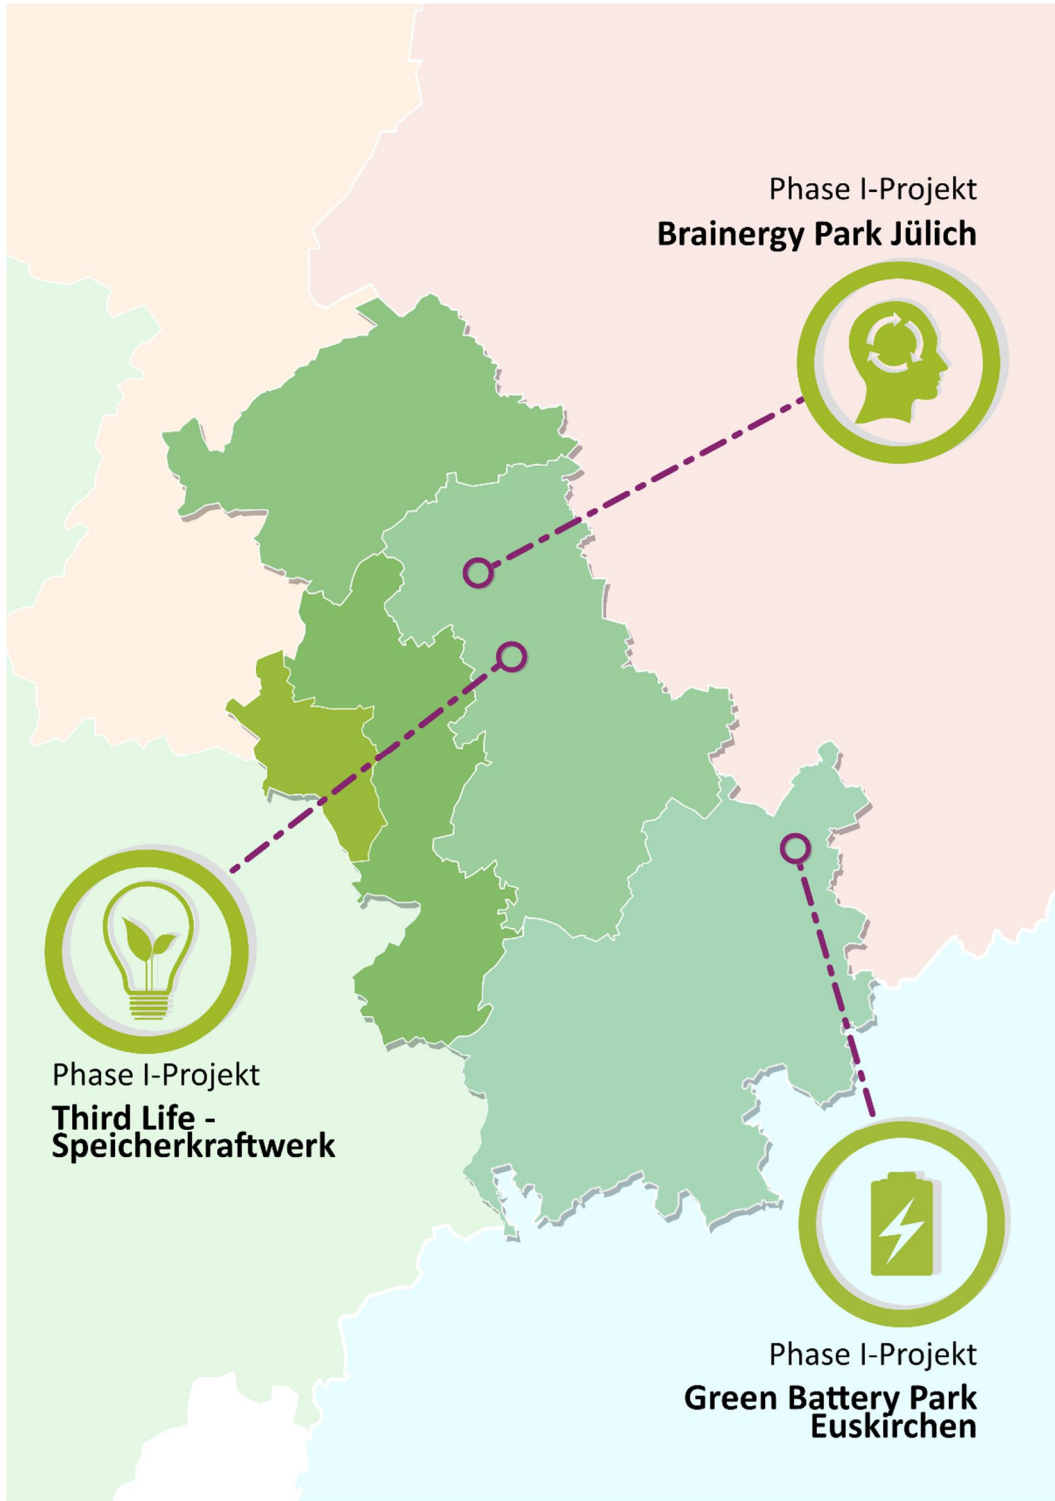 Phase I-Projekt
Brainergy Park Jülich
Phase I-Projekt
Third Life -
Speicherkraftwerk
Phase I-Projekt
Green Battery Park
Euskirchen